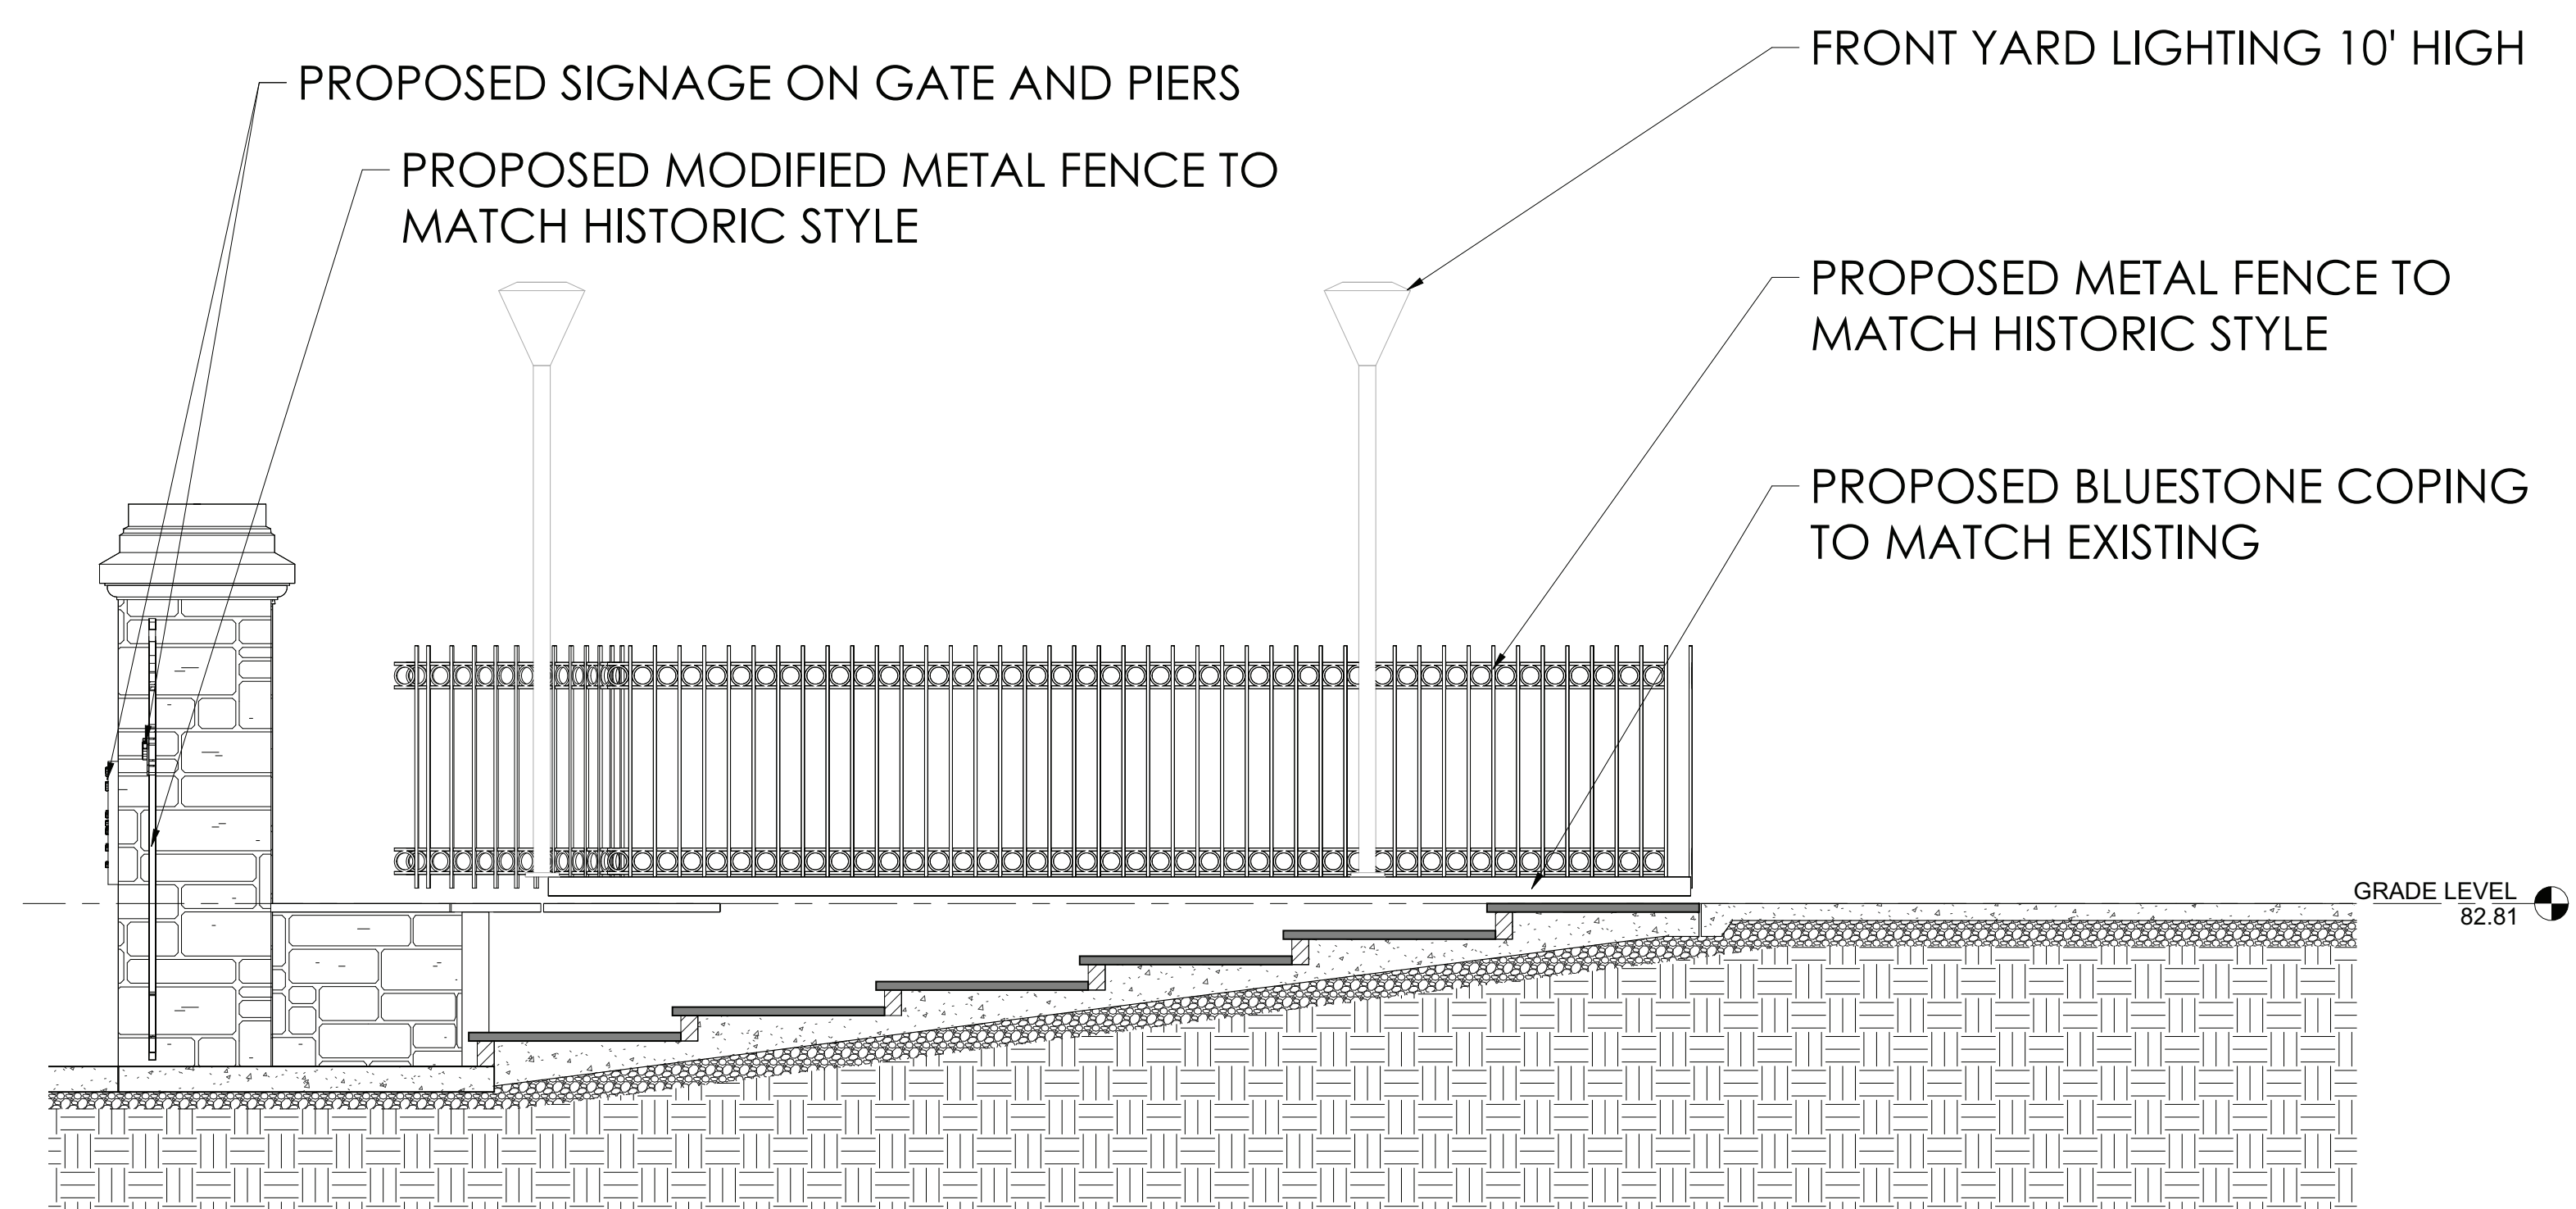 FRONT YARD LIGHTING 10' HIGH
PROPOSED SIGNAGE ON GATE AND PIERS
PROPOSED MODIFIED METAL FENCE TO
MATCH HISTORIC STYLE
PROPOSED METAL FENCE TO
MATCH HISTORIC STYLE
PROPOSED BLUESTONE COPING
TO MATCH EXISTING
GRADE LEVEL
82.81